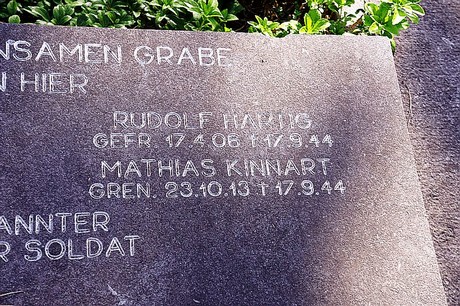 NSAMEN GRABE
N HIER
RUDOLF HARTIG
GEFR. 17.4.06 † 17.9.44
MATHIAS KINNART
GREN. 23.10.13 † 17.9.44
ANNTER
R SOLDAT